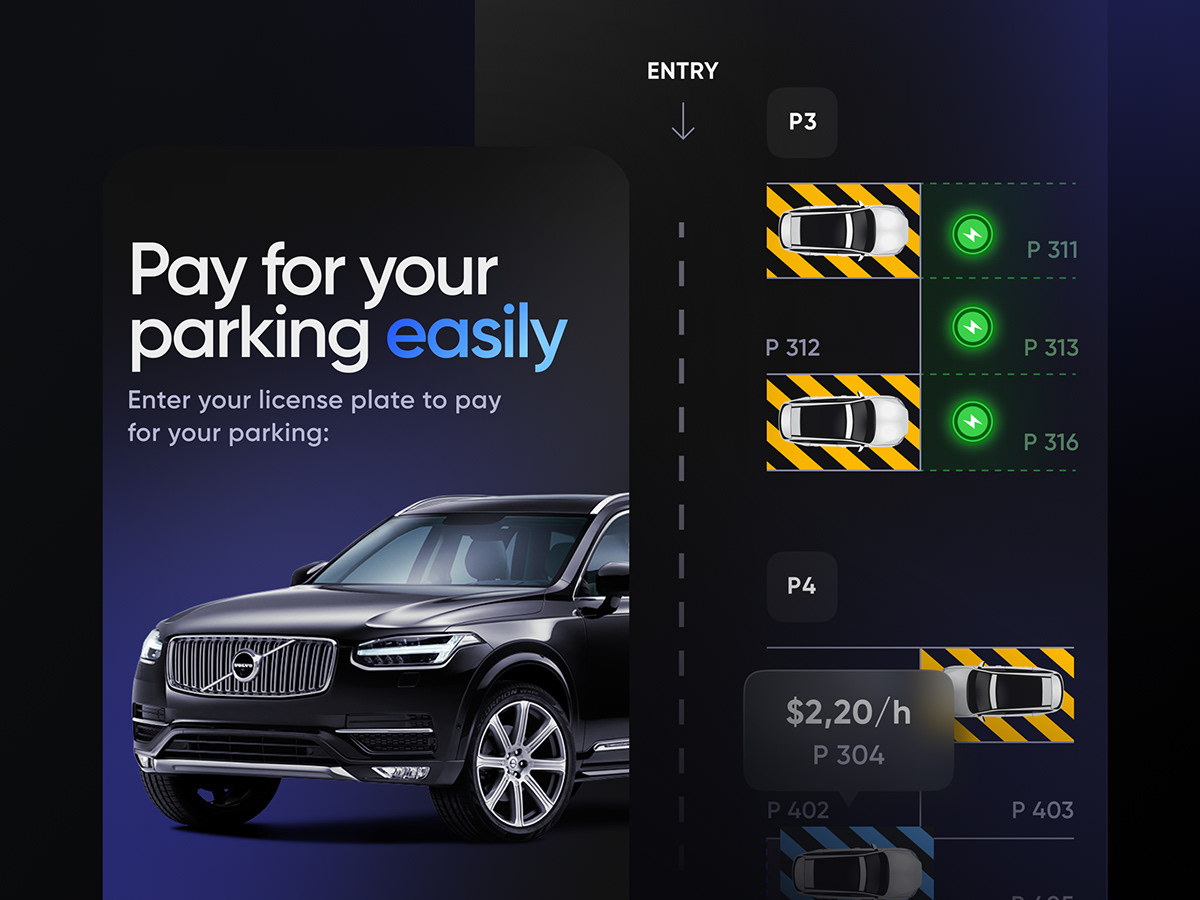 Pay for your
parking easily
Enter your license plate to pay
for your parking:
VOLVO
ENTRY
P3
P 311
P 312
P 313
P 316
P4
$2,20/h
P 304
P 402
P 403